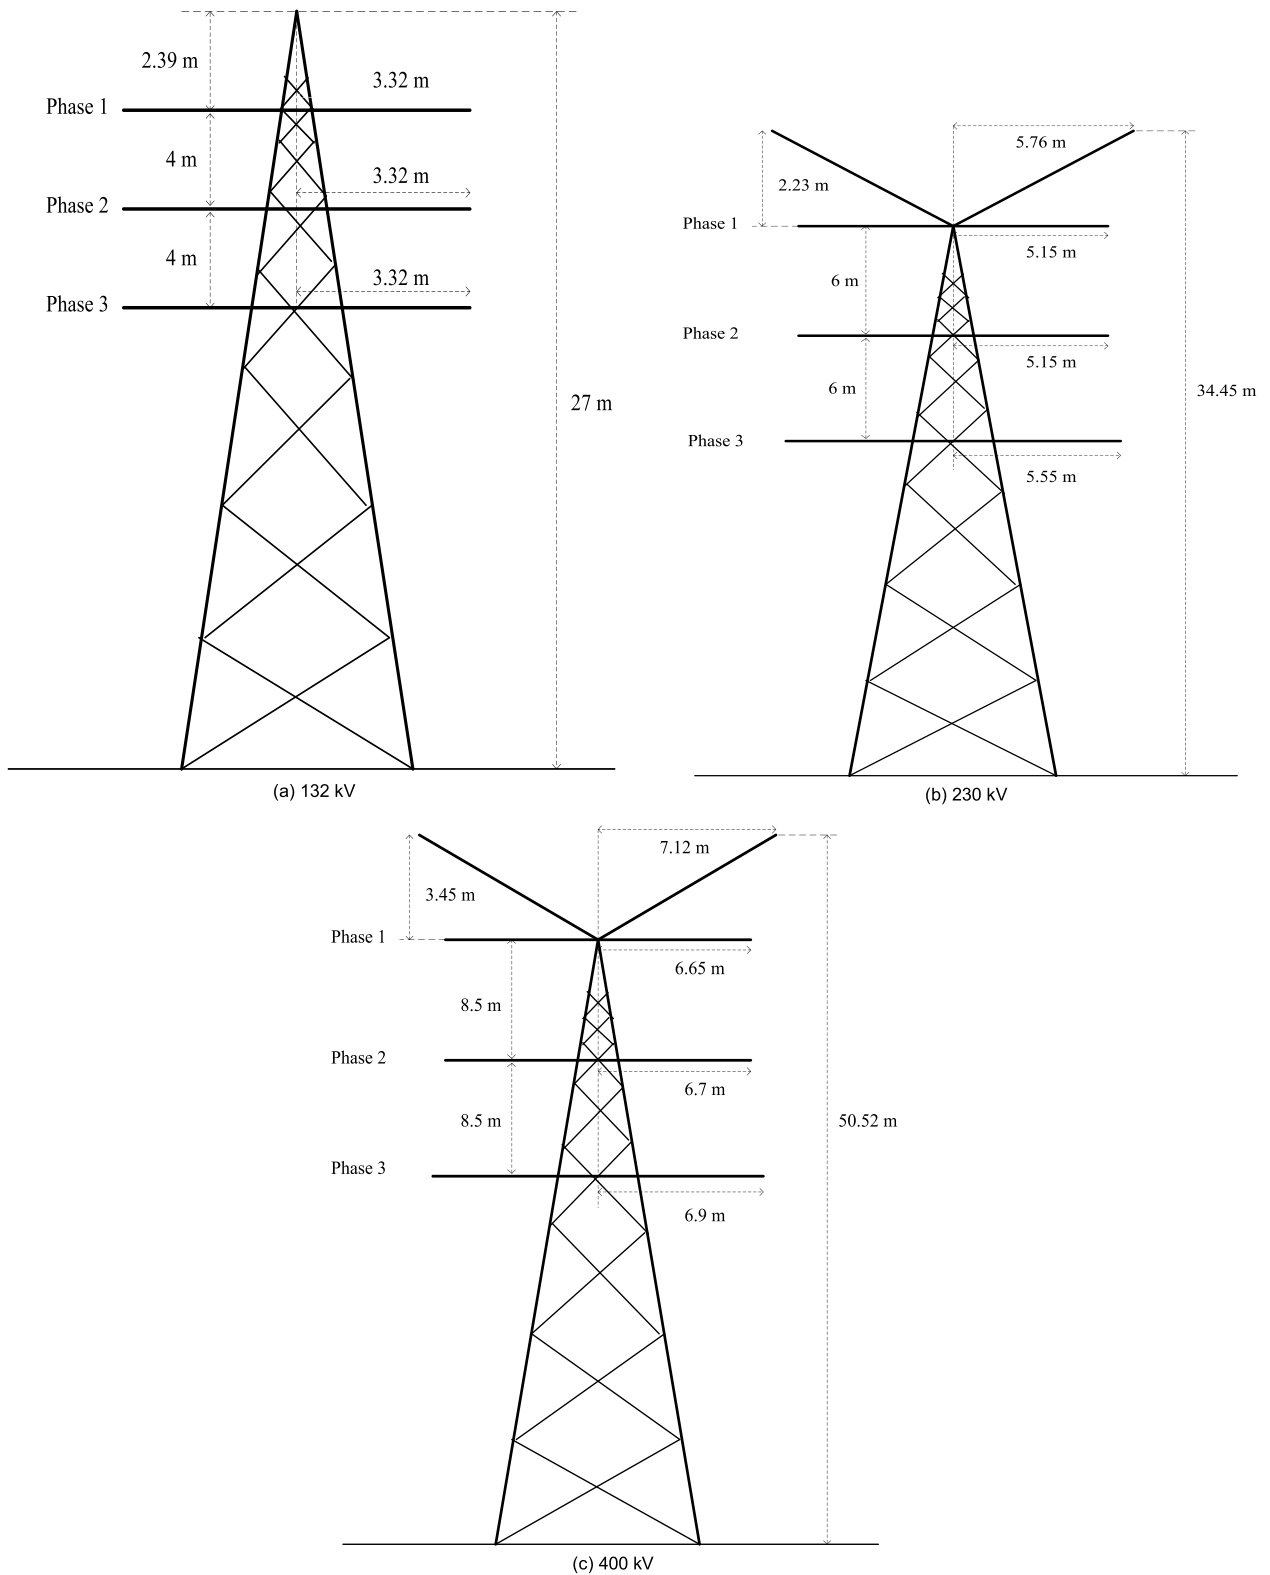 2.39 m
3.32 m
Phase 1
4 m
3.32 m
Phase 2
4 m
3.32 m
Phase 3
27 m
(a) 132 kV
5.76 m
2.23 m
Phase 1
5.15 m
6 m
Phase 2
5.15 m
6 m
34.45 m
Phase 3
5.55 m
(b) 230 kV
7.12 m
3.45 m
Phase 1
6.65 m
8.5 m
Phase 2
6.7 m
8.5 m
50.52 m
Phase 3
6.9 m
(c) 400 kV